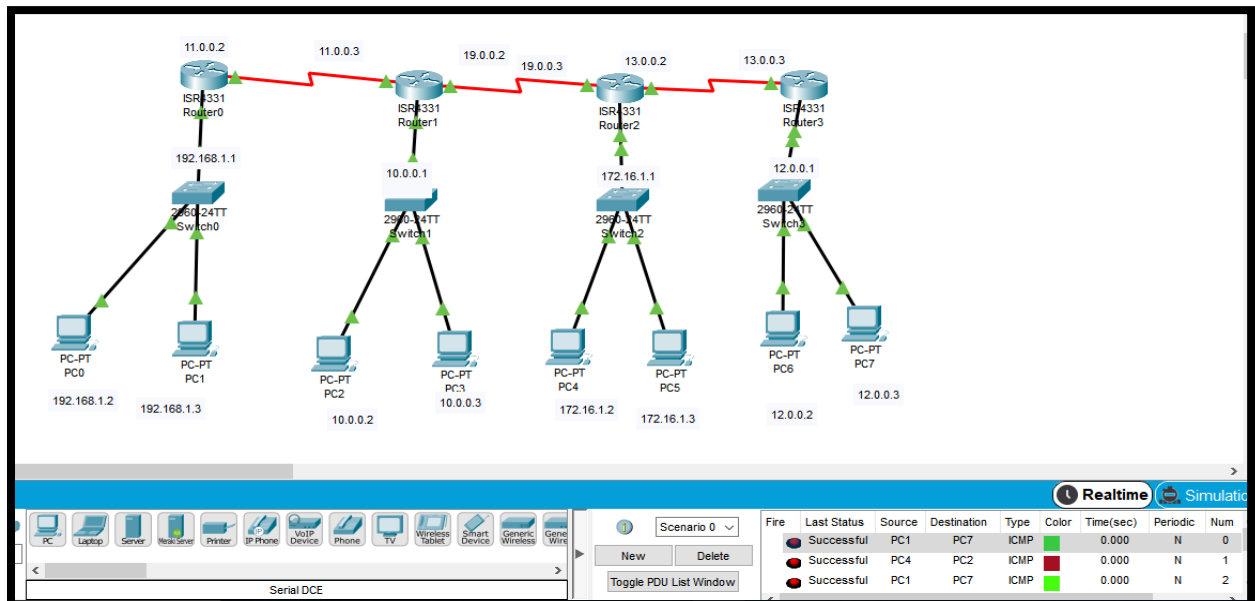 11.0.0.2
11.0.0.3
19.0.0.2
19.0.0.3
13.0.0.2
13.0.0.3
ISR4331
Router0
ISR4331
Router1
ISR4331
Router2
ISR4331
Router3
192.168.1.1
10.0.0.1
172.16.1.1
12.0.0.1
2960-24TT
Switch0
2960-24TT
Switch1
2960-24TT
Switch2
2960-24TT
Switch3
PC-PT
PC0
PC-PT
PC1
PC-PT
PC2
PC-PT
PC3
PC-PT
PC4
PC-PT
PC5
PC-PT
PC6
PC-PT
PC7
192.168.1.2
192.168.1.3
10.0.0.2
10.0.0.3
172.16.1.2
172.16.1.3
12.0.0.2
12.0.0.3
Realtime
Simulatio
PC
Laptop
Server
Meraki Server
Printer
IP Phone
VoIP
Device
Phone
TV
Wireless
Tablet
Smart
Device
Generic
Wireless
Gene
Wire
Serial DCE
Scenario 0
New
Delete
Toggle PDU List Window
Fire Last Status Source Destination Type Color Time(sec) Periodic Num
Successful PC1 PC7 ICMP 0.000 N 0
Successful PC4 PC2 ICMP 0.000 N 1
Successful PC1 PC7 ICMP 0.000 N 2